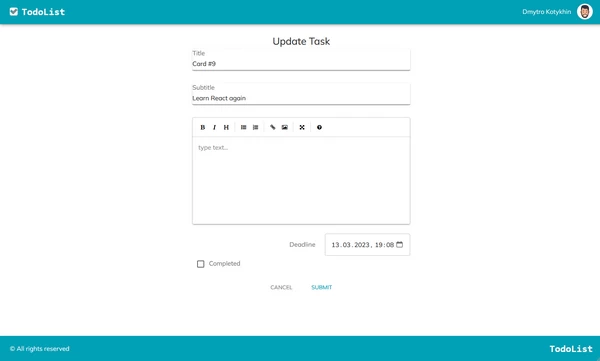 TodoList
Dmytro Kotykhin
Update Task
Title
Card #9
Subtitle
Learn React again
B I H
type text...
Deadline
13.03.2023, 19:08
Completed
CANCEL
SUBMIT
© All rights reserved
TodoList